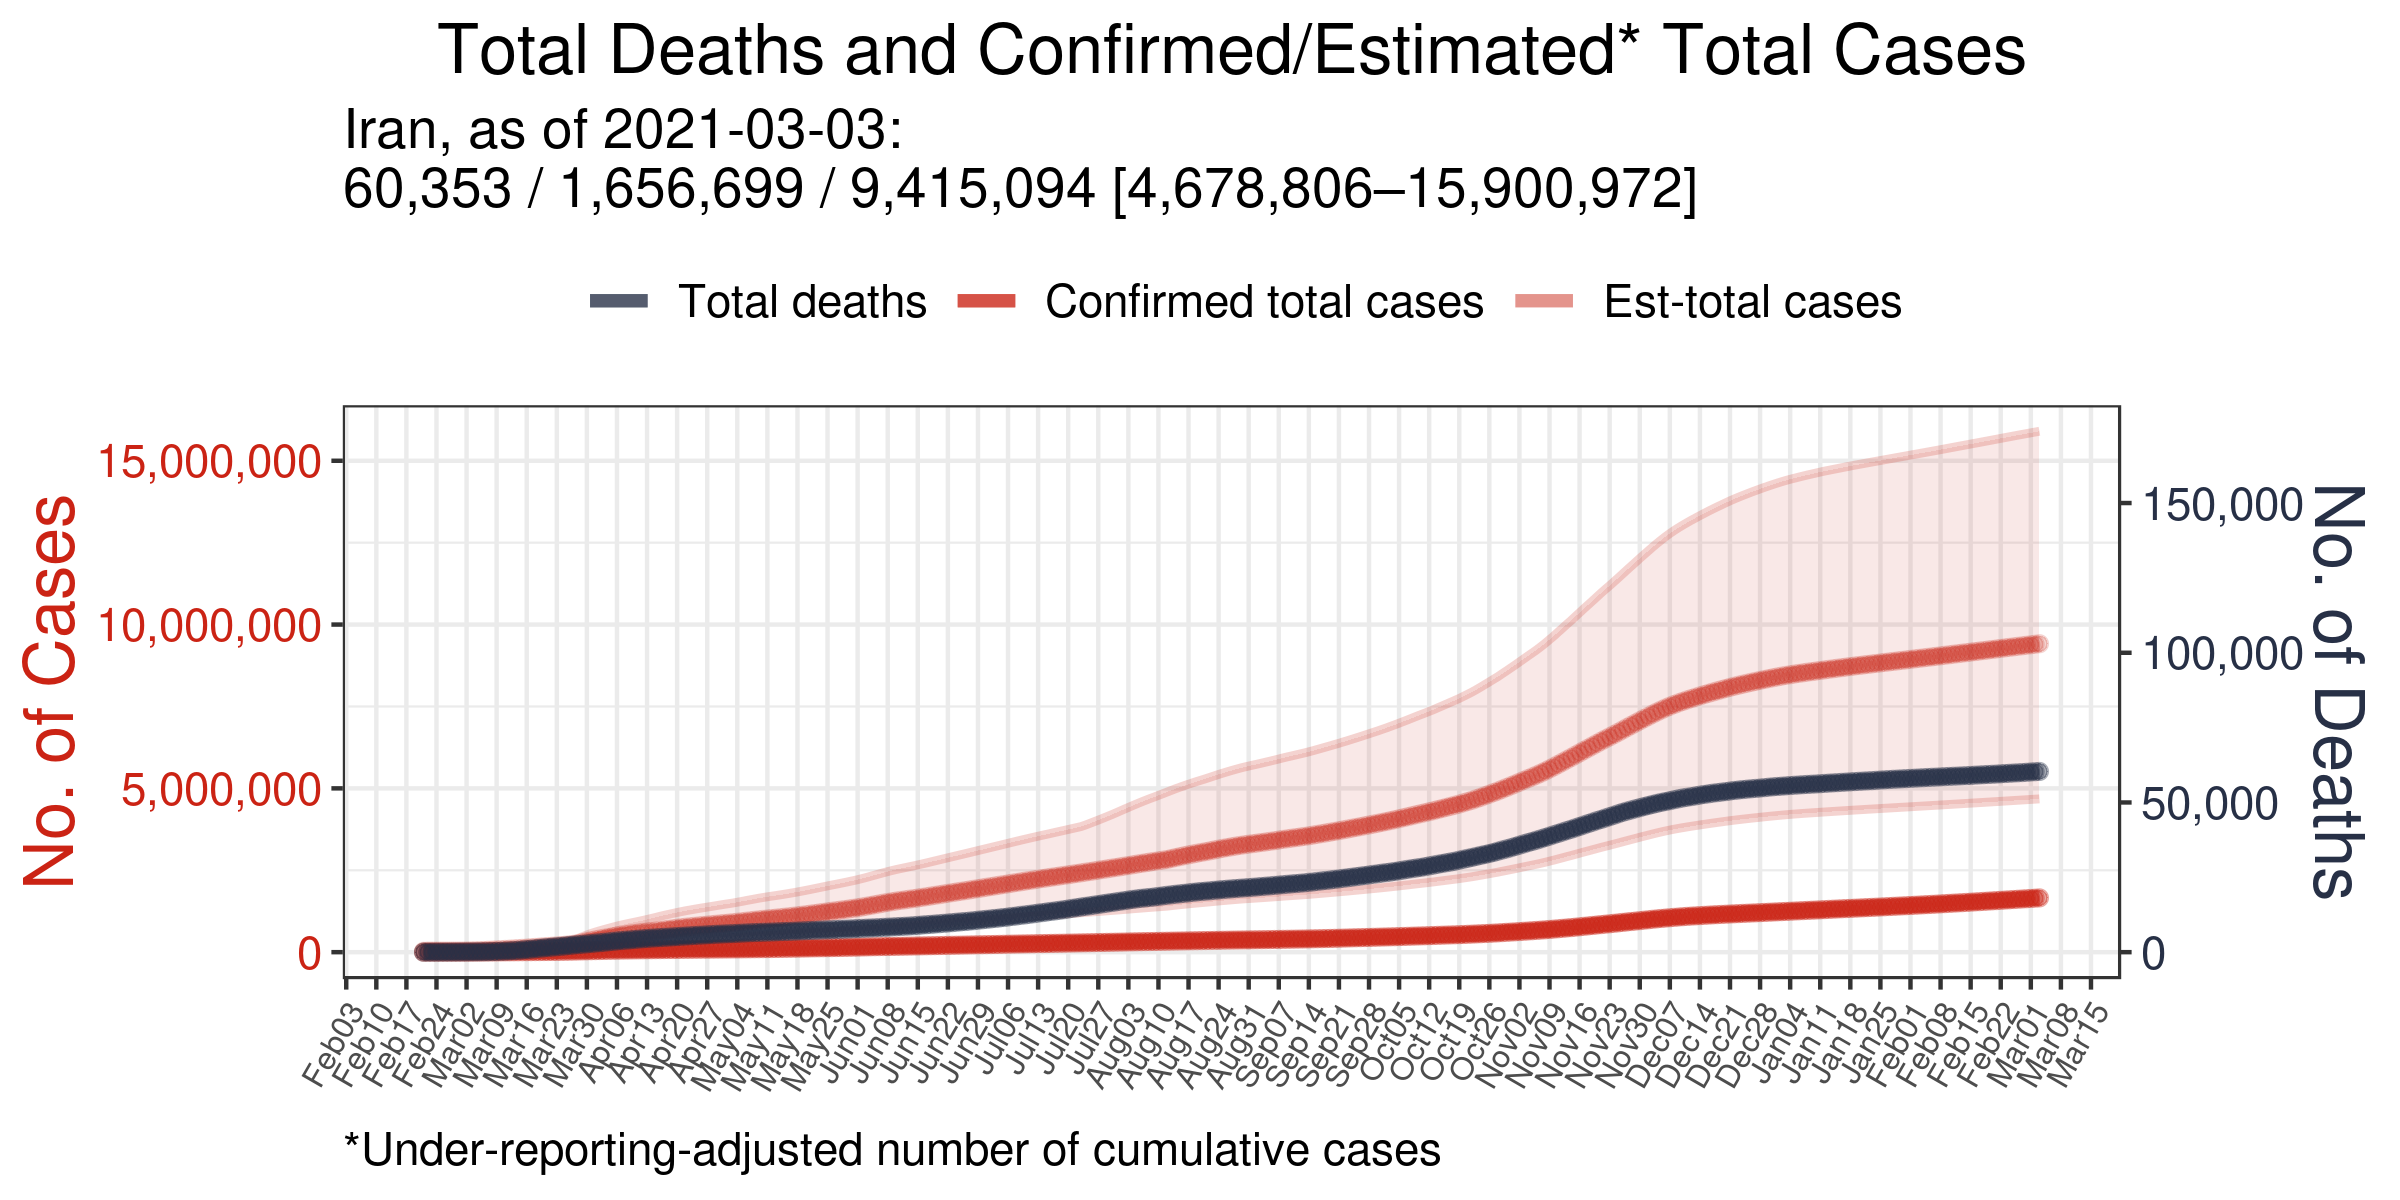 Total Deaths and Confirmed/Estimated* Total Cases
Iran, as of 2021-03-03:
60,353 / 1,656,699 / 9,415,094 [4,678,806–15,900,972]
Total deaths
Confirmed total cases
Est-total cases
No. of Cases
15,000,000
10,000,000
5,000,000
0
150,000
100,000
50,000
0
No. of Deaths
Feb03
Feb10
Feb17
Feb24
Mar02
Mar09
Mar16
Mar23
Mar30
Apr06
Apr13
Apr20
Apr27
May04
May11
May18
May25
Jun01
Jun08
Jun15
Jun22
Jun29
Jul06
Jul13
Jul20
Jul27
Aug03
Aug10
Aug17
Aug24
Aug31
Sep07
Sep14
Sep21
Sep28
Oct05
Oct12
Oct19
Oct26
Nov02
Nov09
Nov16
Nov23
Nov30
Dec07
Dec14
Dec21
Dec28
Jan04
Jan11
Jan18
Jan25
Feb01
Feb08
Feb15
Feb22
Mar01
Mar08
Mar15
*Under-reporting-adjusted number of cumulative cases